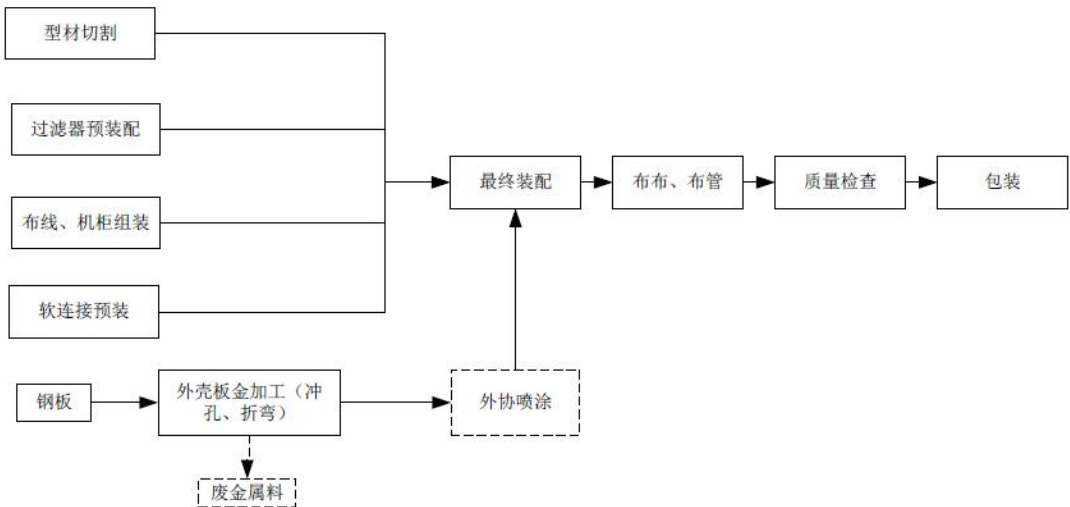 型材切割
过滤器预装配
布线、机柜组装
软连接预装
最终装配
布布、布管
质量检查
包装
钢板
外壳板金加工（冲
孔、折弯）
外协喷涂
废金属料